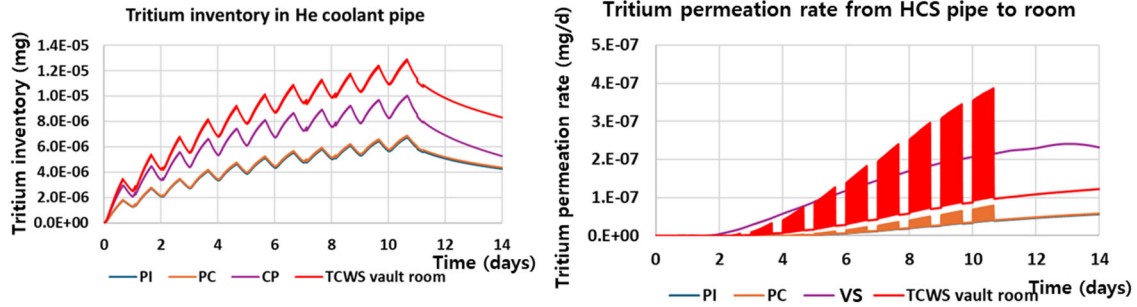 Tritium inventory in He coolant pipe
Tritium inventory (mg)
1.4E-05
1.2E-05
1.0E-05
8.0E-06
6.0E-06
4.0E-06
2.0E-06
0.0E+00
0 2 4 6 8 10 12 14
Time (days)
PI PC CP TCWS vault room
Tritium permeation rate from HCS pipe to room
Tritium permeation rate (mg/d)
5.E-07
4.E-07
3.E-07
2.E-07
1.E-07
0.E+00
0 2 4 6 8 10 12 14
Time (days)
PI PC VS TCWS vault room